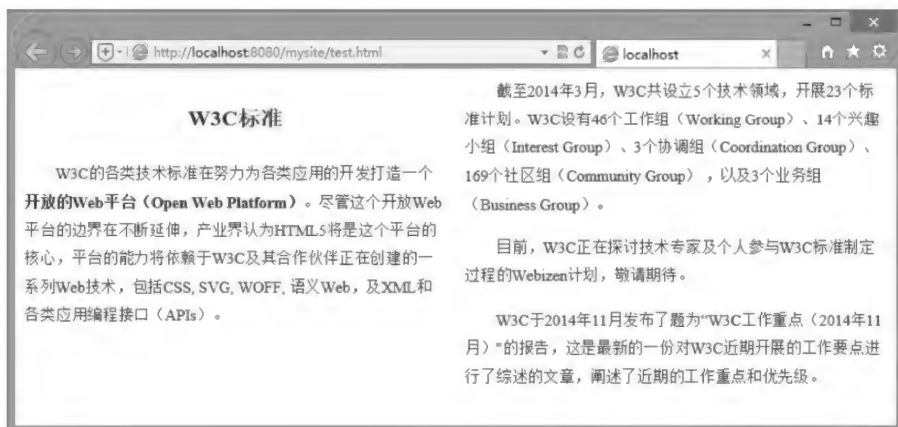 http://localhost:8080/mysite/test.html
localhost
W3C标准
W3C的各类技术标准在努力为各类应用的开发打造一个
开放的Web平台（Open Web Platform）。尽管这个开放Web
平台的边界在不断延伸，产业界认为HTML5将是这个平台的
核心，平台的能力将依赖于W3C及其合作伙伴正在创建的一
系列Web技术，包括CSS, SVG, WOFF, 语义Web，及XML和
各类应用编程接口（APIs）。
截至2014年3月，W3C共设立5个技术领域，开展23个标
准计划。W3C设有46个工作组（Working Group）、14个兴趣
小组（Interest Group）、3个协调组（Coordination Group）、
169个社区组（Community Group），以及3个业务组
（Business Group）。
目前，W3C正在探讨技术专家及个人参与W3C标准制定
过程的Webizen计划，敬请期待。
W3C于2014年11月发布了题为“W3C工作重点（2014年11
月）”的报告，这是最新的一份对W3C近期开展的工作要点进
行了综述的文章，阐述了近期的工作重点和优先级。